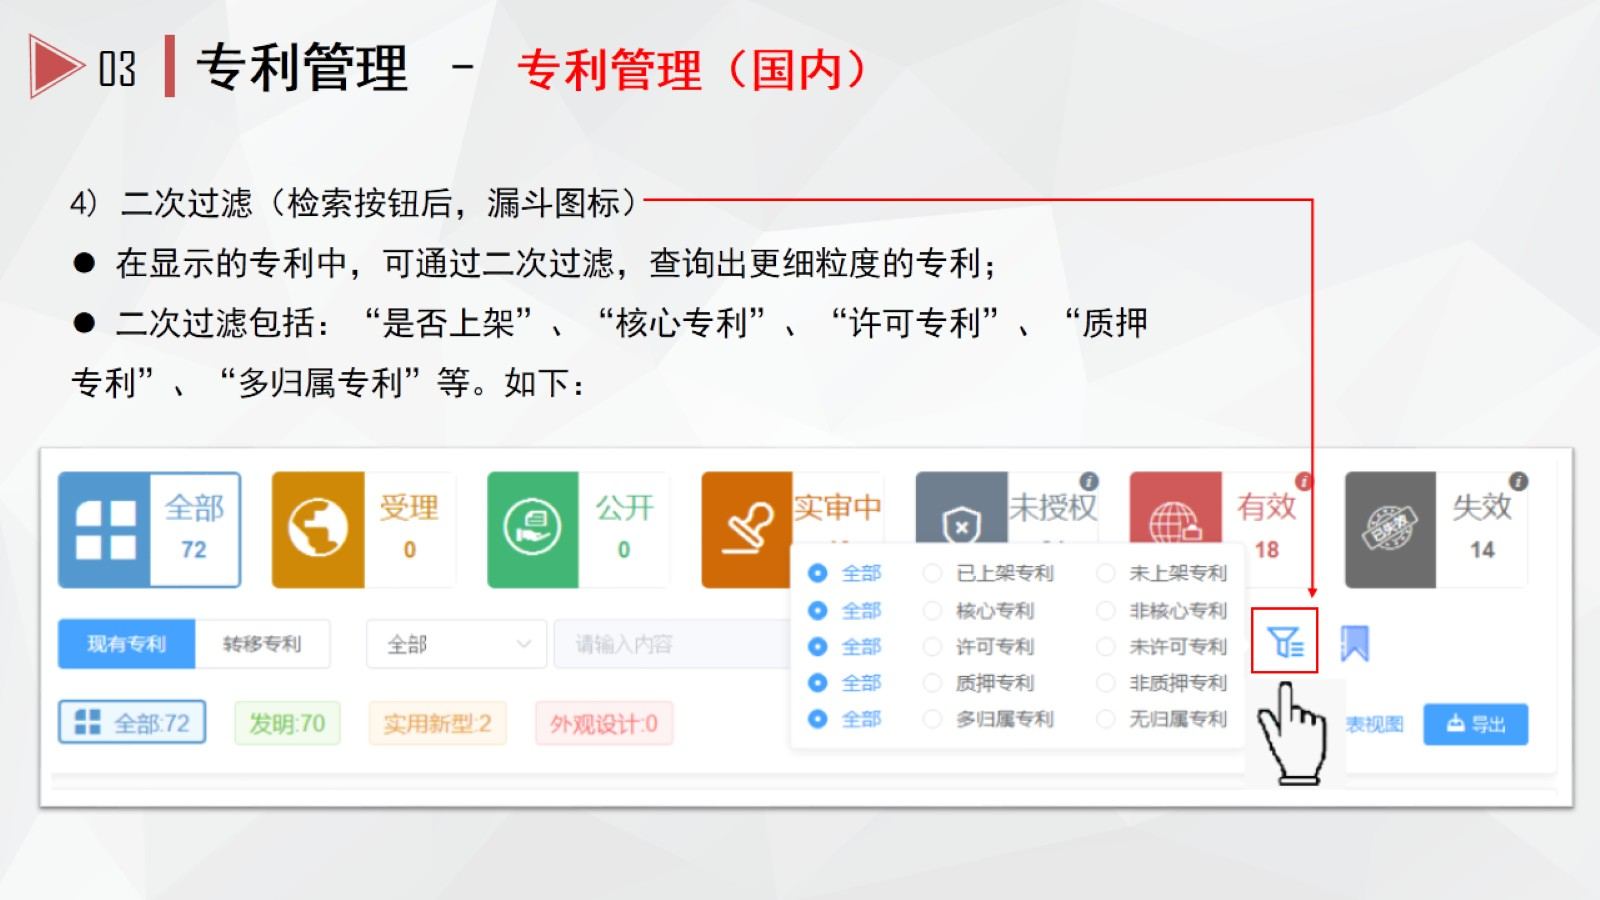 03 专利管理 - 专利管理（国内）
4) 二次过滤（检索按钮后，漏斗图标）
● 在显示的专利中，可通过二次过滤，查询出更细粒度的专利；
● 二次过滤包括：“是否上架”、“核心专利”、“许可专利”、“质押
专利”、“多归属专利”等。如下：
全部 受理 公开 实审中 未授权 有效 失效
72 0 0 18 14
已失效
全部 已上架专利 未上架专利
全部 核心专利 非核心专利
现有专利 转移专利 全部 请输入内容 全部 许可专利 未许可专利
全部 质押专利 非质押专利
全部:72 发明:70 实用新型:2 外观设计:0 全部 多归属专利 无归属专利 表视图 导出